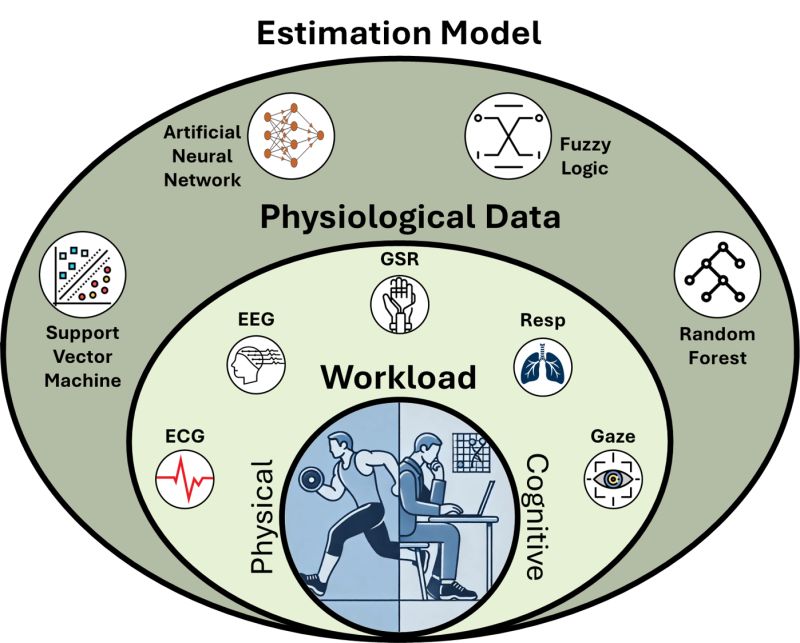 Estimation Model
Artificial
Neural
Network
Fuzzy
Logic
Physiological Data
Support
Vector
Machine
Random
Forest
GSR
EEG
Resp
Workload
ECG
Gaze
Physical
Cognitive